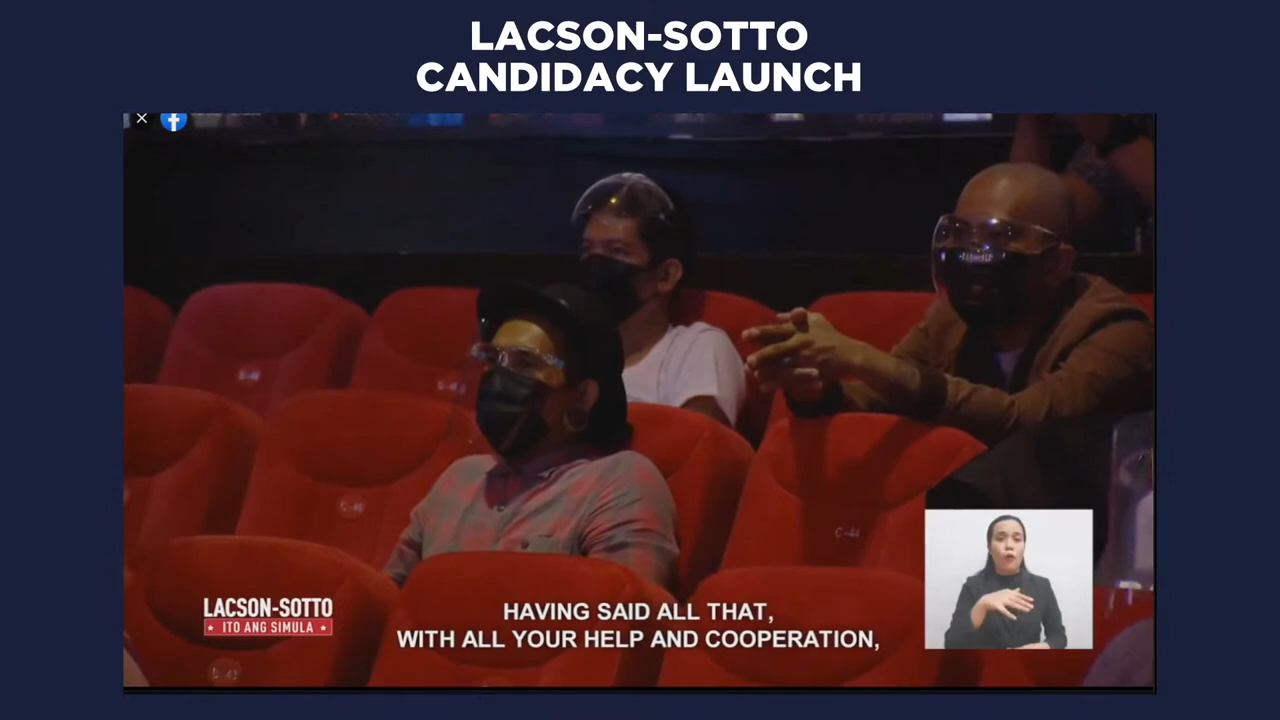 LACSON-SOTTO
CANDIDACY LAUNCH
C-44
LACSON-SOTTO
ITO ANG SIMULA
HAVING SAID ALL THAT,
WITH ALL YOUR HELP AND COOPERATION,